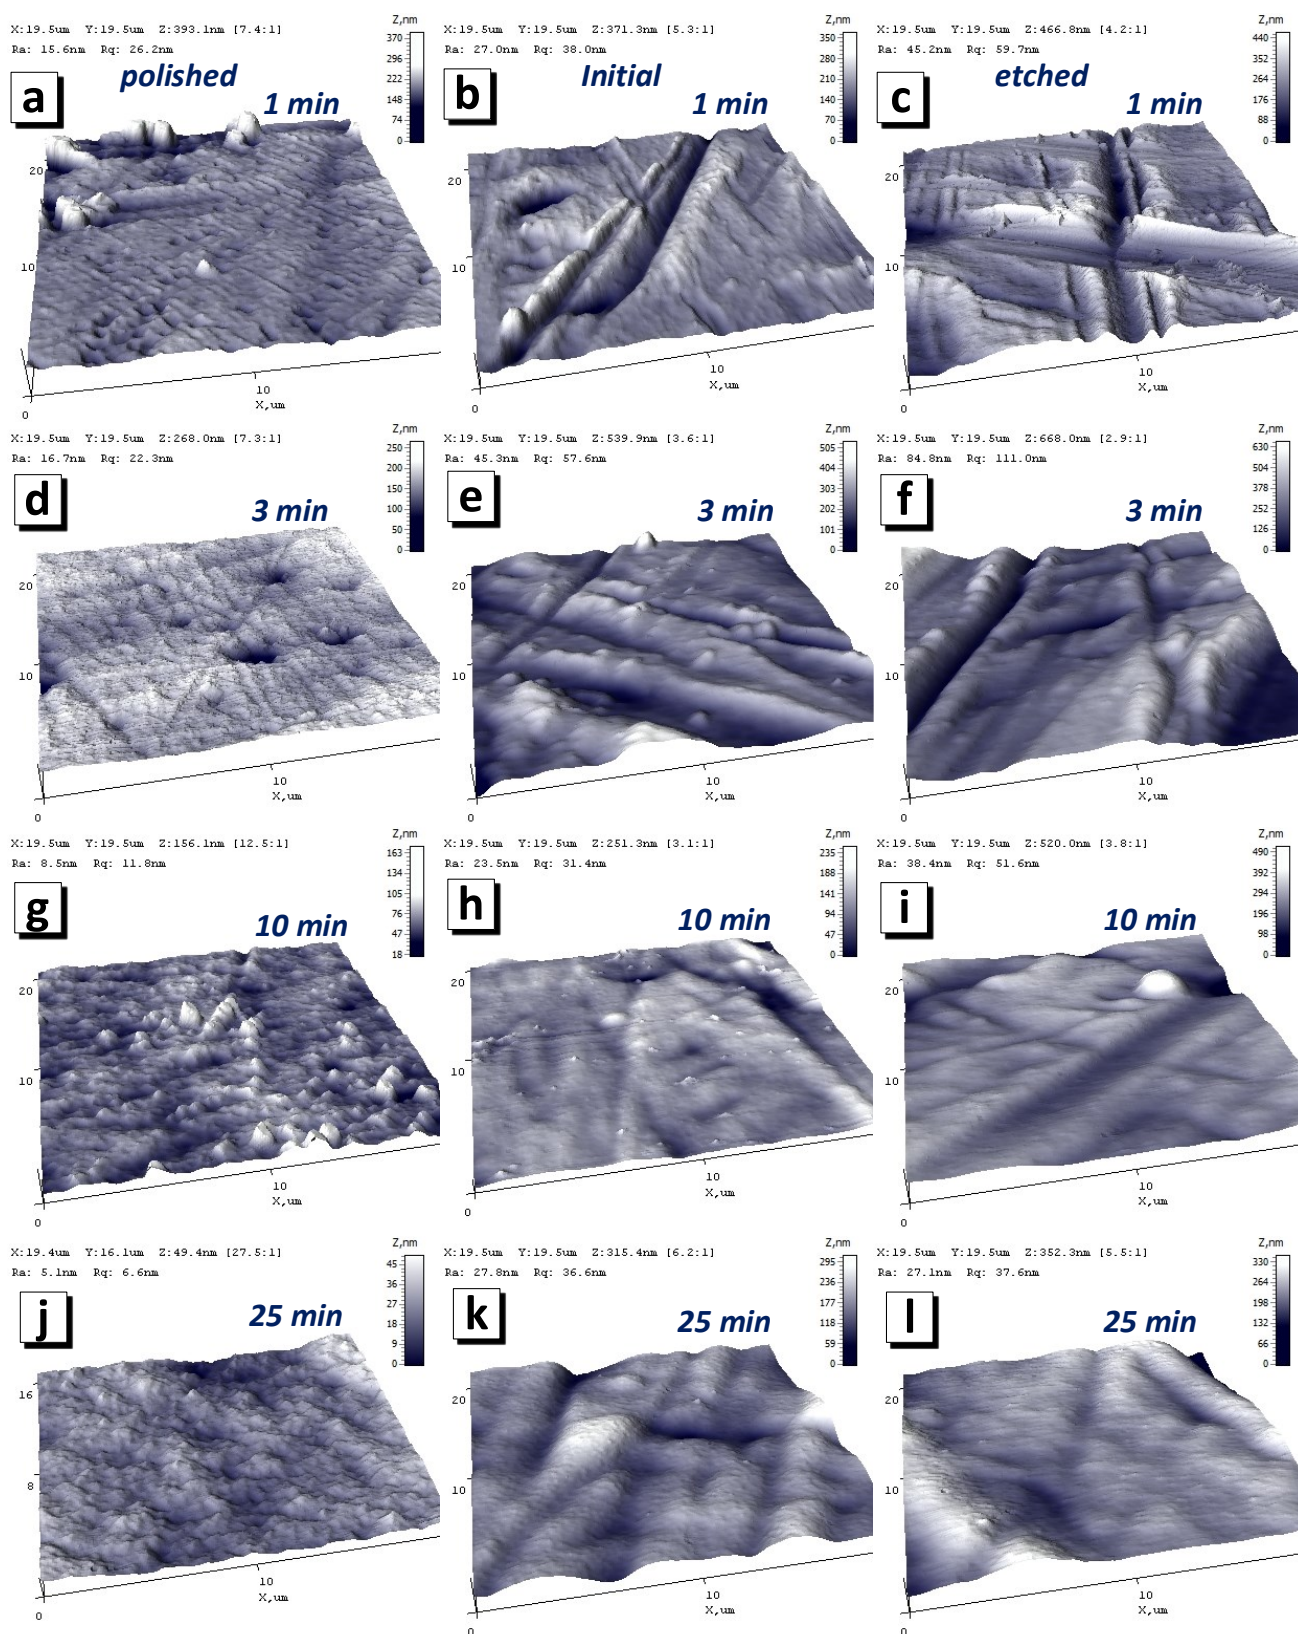 X:19.5um Y:19.5um Z:393.1nm [7.4:1]
Ra: 15.6nm Rq: 26.2nm
Z,nm
370
296
222
148
74
0
a
polished
1 min
20
10
0
10
X,um
X:19.5um Y:19.5um Z:371.3nm [5.3:1]
Ra: 27.0nm Rq: 38.0nm
Z,nm
350
280
210
140
70
0
b
Initial
1 min
20
10
0
10
X,um
X:19.5um Y:19.5um Z:466.8nm [4.2:1]
Ra: 45.2nm Rq: 59.7nm
Z,nm
440
352
264
176
88
0
c
etched
1 min
20
10
0
10
X,um
X:19.5um Y:19.5um Z:268.0nm [7.3:1]
Ra: 16.7nm Rq: 22.3nm
Z,nm
250
200
150
100
50
0
d
3 min
20
10
0
10
X,um
X:19.5um Y:19.5um Z:539.9nm [3.6:1]
Ra: 45.3nm Rq: 57.6nm
Z,nm
505
404
303
202
101
0
e
3 min
20
10
0
10
X,um
X:19.5um Y:19.5um Z:668.0nm [2.9:1]
Ra: 84.8nm Rq: 111.0nm
Z,nm
630
504
378
252
126
0
f
3 min
20
10
0
10
X,um
X:19.5um Y:19.5um Z:156.1nm [12.5:1]
Ra: 8.5nm Rq: 11.8nm
Z,nm
163
134
105
76
47
18
g
10 min
20
10
0
10
X,um
X:19.5um Y:19.5um Z:251.3nm [3.1:1]
Ra: 23.5nm Rq: 31.4nm
Z,nm
235
188
141
94
47
0
h
10 min
20
10
0
10
X,um
X:19.5um Y:19.5um Z:520.0nm [3.8:1]
Ra: 38.4nm Rq: 51.6nm
Z,nm
490
392
294
196
98
0
i
10 min
20
10
0
10
X,um
X:19.4um Y:16.1um Z:49.4nm [27.5:1]
Ra: 5.1nm Rq: 6.6nm
Z,nm
45
36
27
18
9
0
j
25 min
16
8
0
10
X,um
X:19.5um Y:19.5um Z:315.4nm [6.2:1]
Ra: 27.8nm Rq: 36.6nm
Z,nm
295
236
177
118
59
0
k
25 min
20
10
0
10
X,um
X:19.5um Y:19.5um Z:352.3nm [5.5:1]
Ra: 27.1nm Rq: 37.6nm
Z,nm
330
264
198
132
66
0
l
25 min
20
10
0
10
X,um